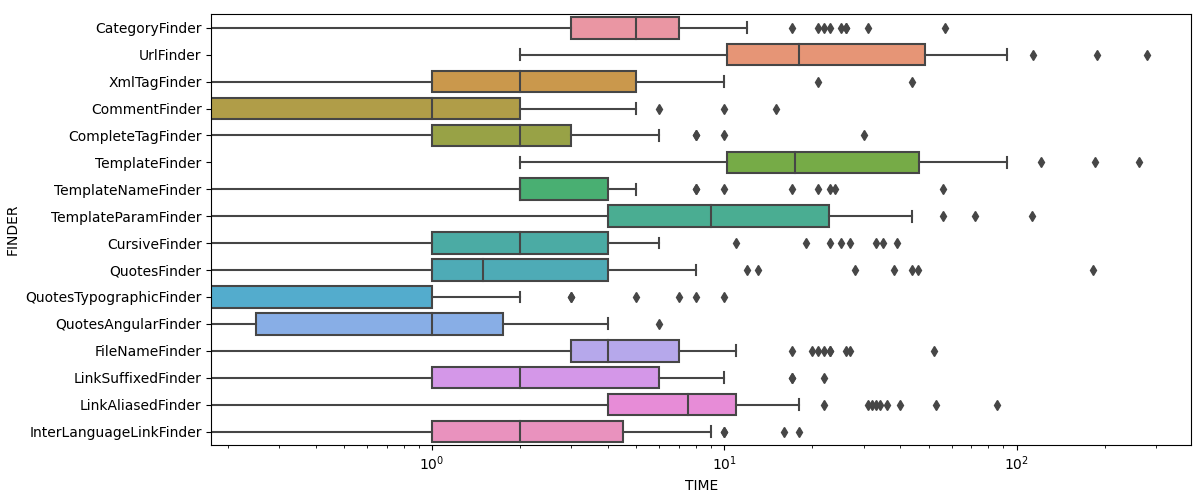 CategoryFinder
UrlFinder
XmlTagFinder
CommentFinder
CompleteTagFinder
TemplateFinder
TemplateNameFinder
TemplateParamFinder
CursiveFinder
QuotesFinder
QuotesTypographicFinder
QuotesAngularFinder
FileNameFinder
LinkSuffixedFinder
LinkAliasedFinder
InterLanguageLinkFinder
FINDER
10⁰ 10¹ 10²
TIME